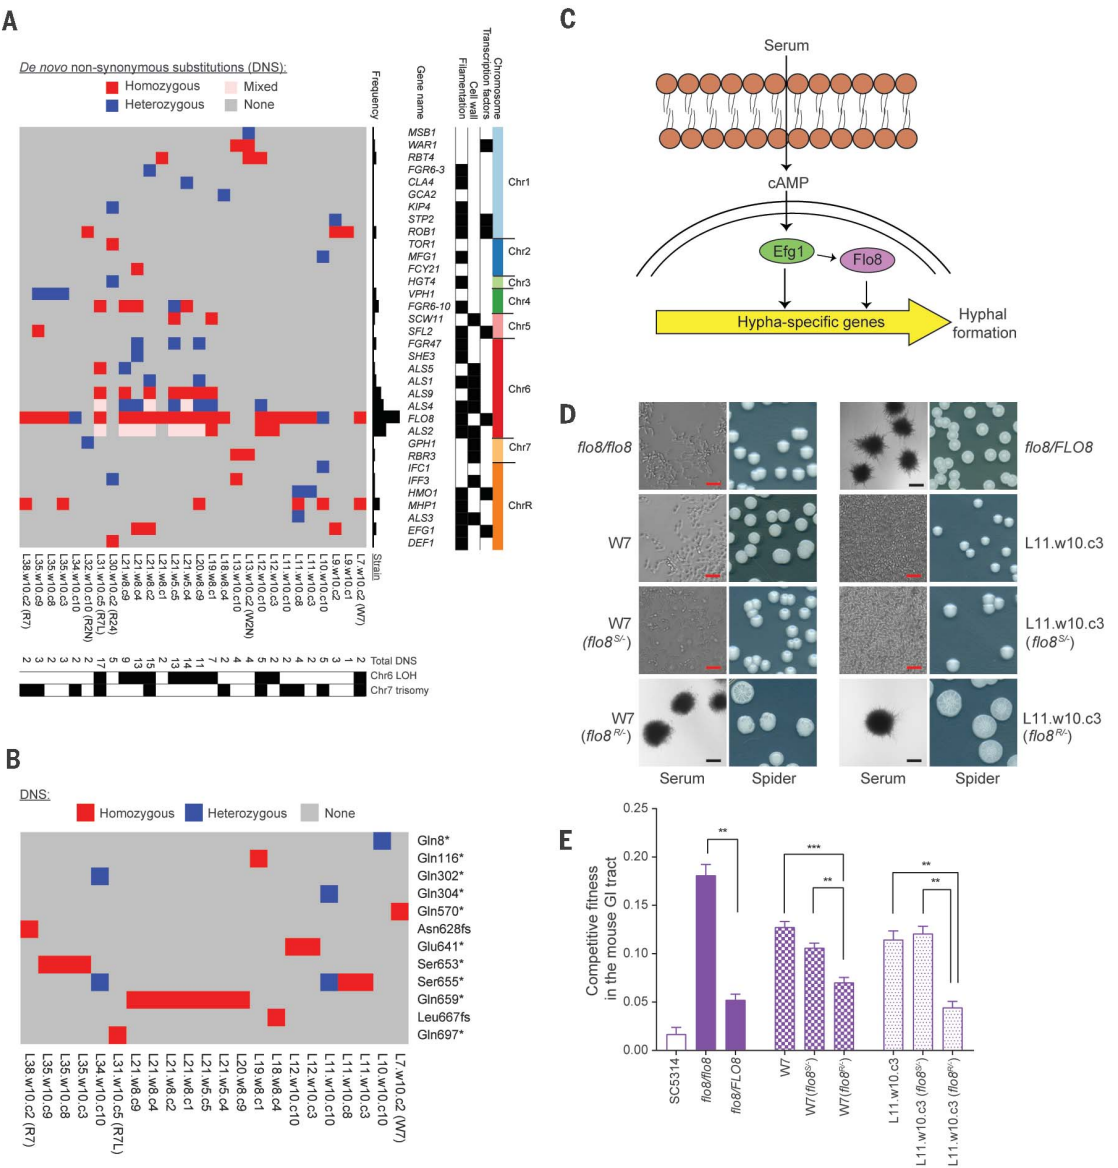 A
De novo non-synonymous substitutions (DNS):
Homozygous
Mixed
Heterozygous
None
Frequency
Gene name
Filamentation
Cell wall
Transcription factors
Chromosome
MSB1
WAR1
RBT4
FGR6-3
CLA4
GCA2
KIP4
STP2
ROB1
TOR1
MFG1
FCY21
HGT4
VPH1
FGR6-10
SCW11
SFL2
FGR47
SHE3
ALS5
ALS1
ALS9
ALS4
FLO8
ALS2
GPH1
RBR3
IFC1
IFF3
HMO1
MHP1
ALS3
EFG1
DEF1
Chr1
Chr2
Chr3
Chr4
Chr5
Chr6
Chr7
ChrR
L38.w10.c2 (R7)
L35.w10.c9
L35.w10.c8
L35.w10.c3
L34.w10.c10
L32.w10.c10 (R2N)
L31.w10.c5 (R7L)
L30.w10.c2 (R24)
L21.w8.c9
L21.w8.c4
L21.w8.c2
L21.w8.c1
L21.w5.c5
L21.w5.c4
L20.w8.c9
L19.w8.c1
L18.w8.c4
L13.w10.c10
L13.w10.c2 (W2N)
L12.w10.c10
L12.w10.c3
L11.w10.c10
L11.w10.c8
L11.w10.c3
L10.w10.c10
L9.w10.c2
L9.w10.c1
L7.w10.c2 (W7)
Strain
2 3 2 3 2 2 17 5 9 13 15 2 13 14 11 7 2 4 4 5 2 2 4 3 5 3 1 2 Total DNS
Chr6 LOH
Chr7 trisomy
B
DNS:
Homozygous
Heterozygous
None
Gln8*
Gln116*
Gln302*
Gln304*
Gln570*
Asn628fs
Glu641*
Ser653*
Ser655*
Gln659*
Leu667fs
Gln697*
L38.w10.c2 (R7)
L35.w10.c9
L35.w10.c8
L35.w10.c3
L34.w10.c10
L31.w10.c5 (R7L)
L21.w8.c9
L21.w8.c4
L21.w8.c2
L21.w8.c1
L21.w5.c5
L21.w5.c4
L20.w8.c9
L19.w8.c1
L18.w8.c4
L12.w10.c10
L12.w10.c3
L11.w10.c10
L11.w10.c8
L11.w10.c3
L10.w10.c10
L7.w10.c2 (W7)
C
Serum
cAMP
Efg1
Flo8
Hypha-specific genes
Hyphal
formation
D
flo8/flo8
flo8/FLO8
W7
L11.w10.c3
W7
(flo8S/-)
L11.w10.c3
(flo8S/-)
W7
(flo8R/-)
L11.w10.c3
(flo8R/-)
Serum
Spider
Serum
Spider
E
Competitive fitness
in the mouse GI tract
0.25
0.20
0.15
0.10
0.05
0.00
**
***
**
**
**
SC5314
flo8/flo8
flo8/FLO8
W7
W7(flo8S/-)
W7(flo8R/-)
L11.w10.c3
L11.w10.c3 (flo8S/-)
L11.w10.c3 (flo8R/-)